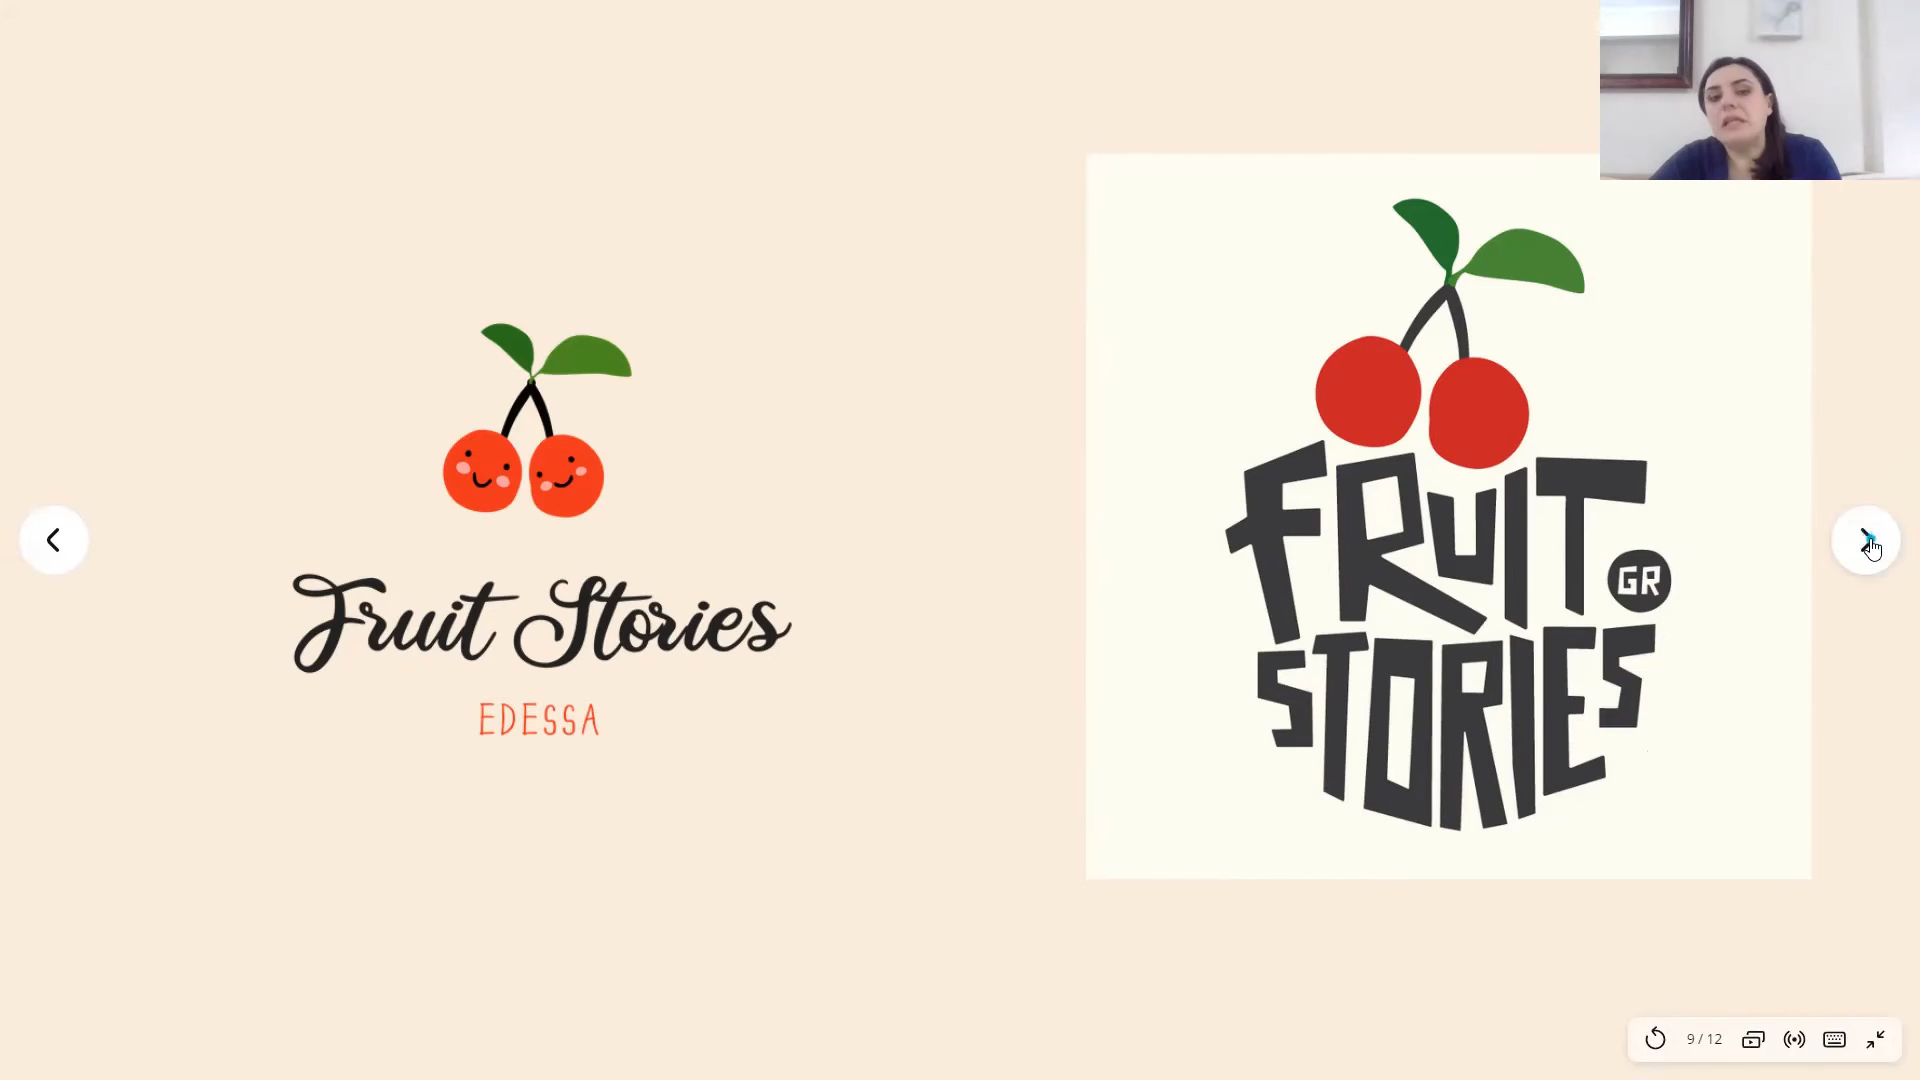 Fruit Stories
EDESSA
FRUIT
GR
STORIES
9 / 12